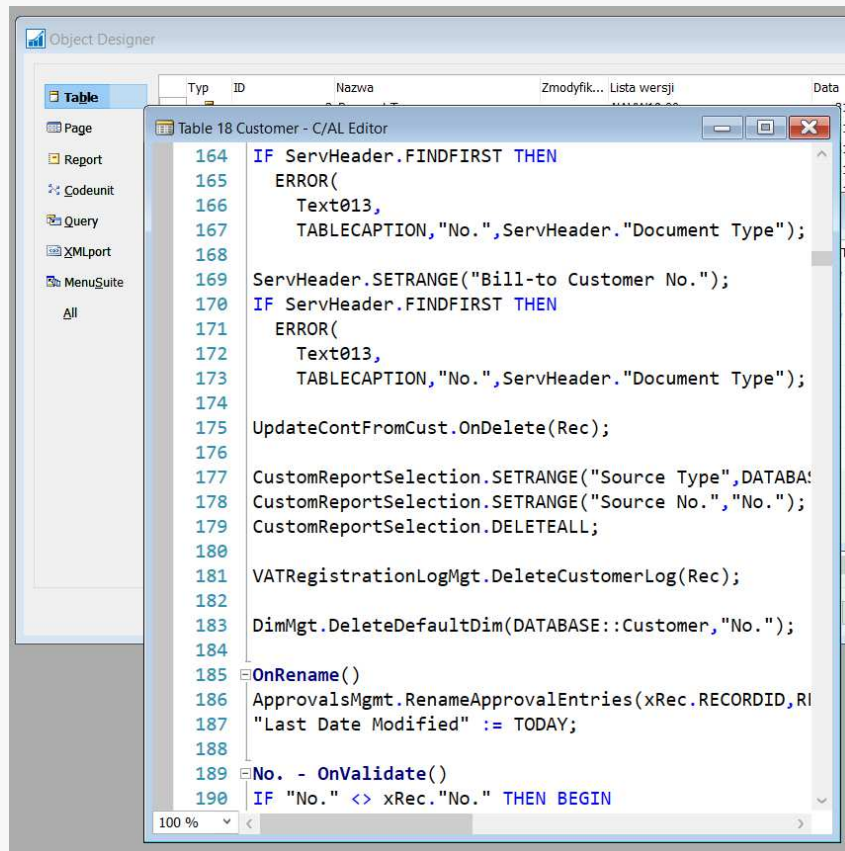 Object Designer
Typ ID Nazwa Zmodyfik... Lista wersji Data
Table
Page
Report
Codeunit
Query
XMLport
MenuSuite
All
Table 18 Customer - C/AL Editor
164 IF ServHeader.FINDFIRST THEN
165 ERROR(
166 Text013,
167 TABLECAPTION,"No.",ServHeader."Document Type");
168
169 ServHeader.SETRANGE("Bill-to Customer No.");
170 IF ServHeader.FINDFIRST THEN
171 ERROR(
172 Text013,
173 TABLECAPTION,"No.",ServHeader."Document Type");
174
175 UpdateContFromCust.OnDelete(Rec);
176
177 CustomReportSelection.SETRANGE("Source Type",DATABAS
178 CustomReportSelection.SETRANGE("Source No.","No.");
179 CustomReportSelection.DELETEALL;
180
181 VATRegistrationLogMgt.DeleteCustomerLog(Rec);
182
183 DimMgt.DeleteDefaultDim(DATABASE::Customer,"No.");
184
185 OnRename()
186 ApprovalsMgmt.RenameApprovalEntries(xRec.RECORDID,RE
187 "Last Date Modified" := TODAY;
188
189 No. - OnValidate()
190 IF "No." <> xRec."No." THEN BEGIN
100 %